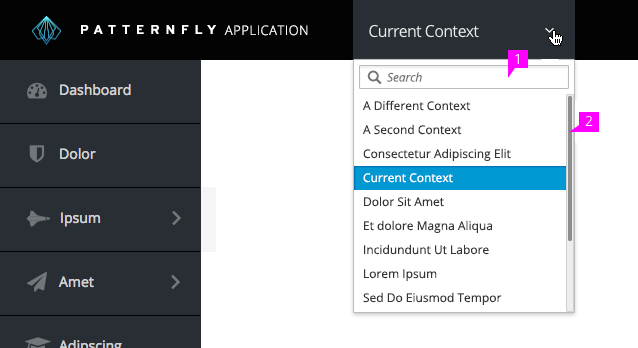 PATTERNFLY APPLICATION
Current Context
1
Search
2
A Different Context
A Second Context
Consectetur Adipiscing Elit
Current Context
Dolor Sit Amet
Et dolore Magna Aliqua
Incidundunt Ut Labore
Lorem Ipsum
Sed Do Eiusmod Tempor
Dashboard
Dolor
Ipsum
Amet
Adipscing